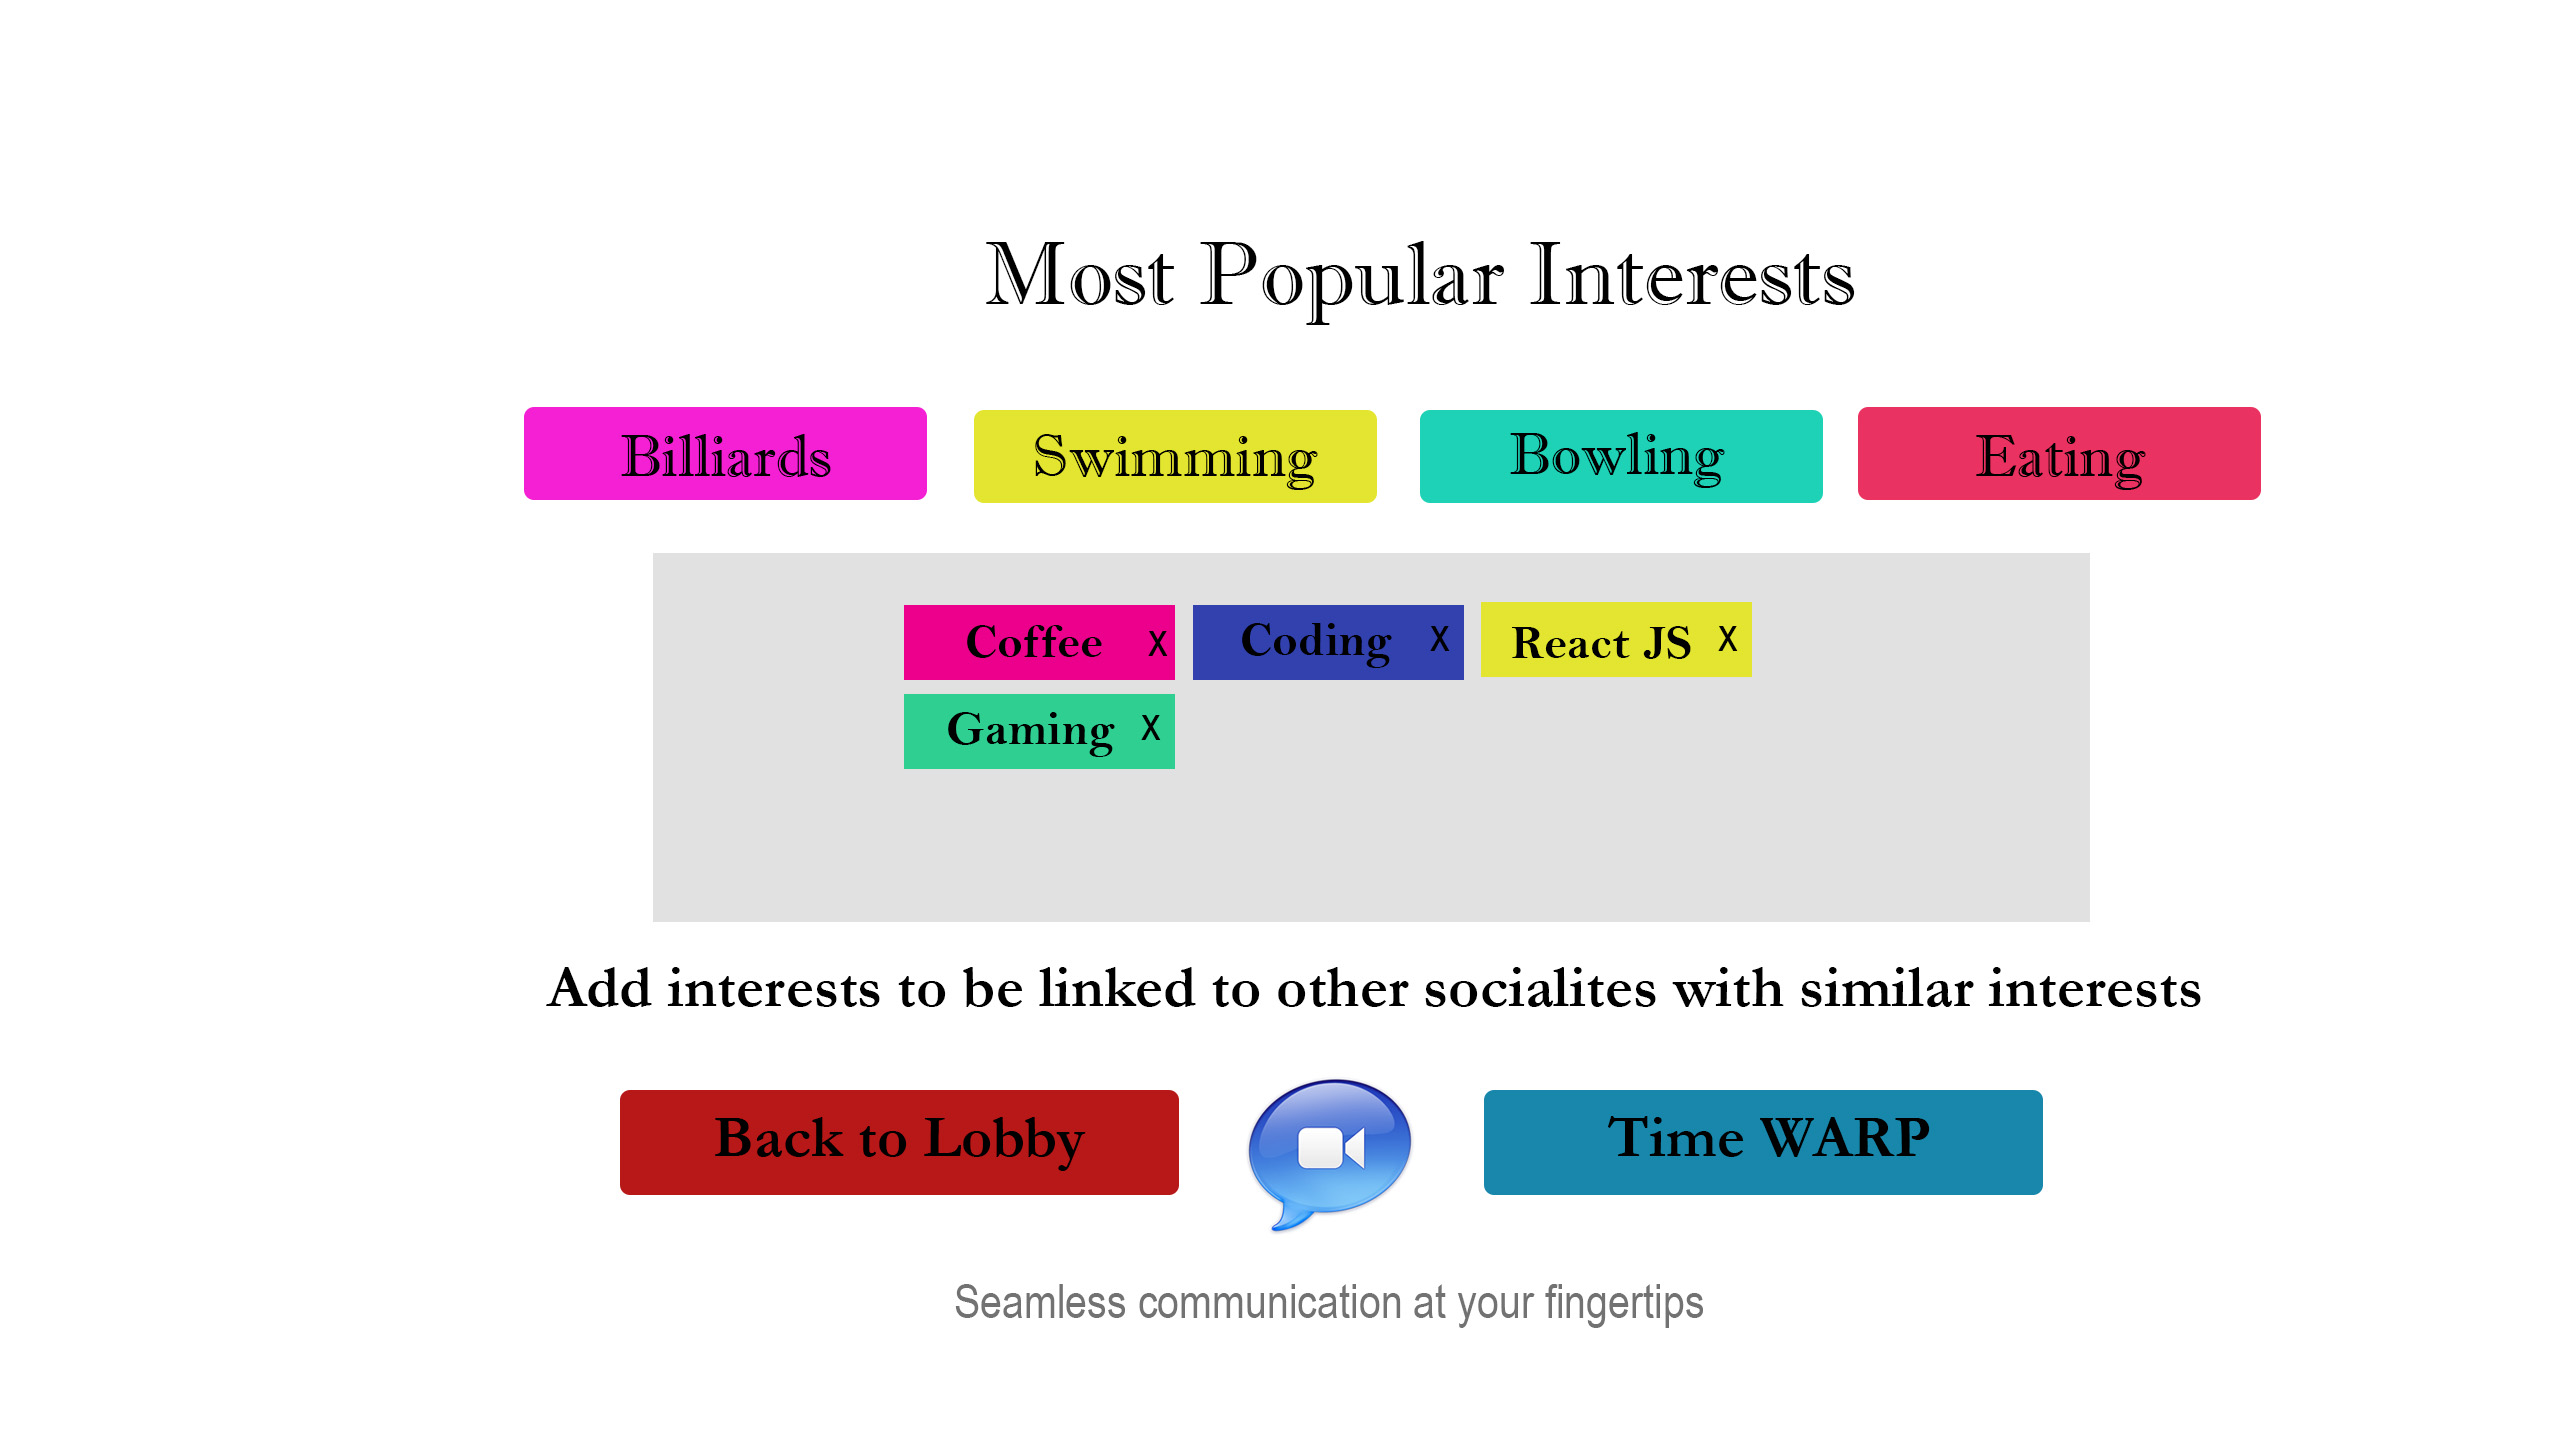 Most Popular Interests
Billiards Swimming Bowling Eating
Coffee X Coding X React JS X
Gaming X
Add interests to be linked to other socialites with similar interests
Back to Lobby Time WARP
Seamless communication at your fingertips